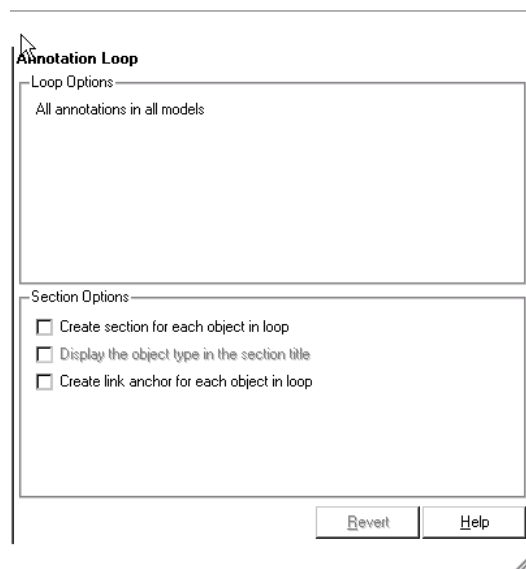 Annotation Loop
Loop Options
All annotations in all models
Section Options
Create section for each object in loop
Display the object type in the section title
Create link anchor for each object in loop
Revert
Help